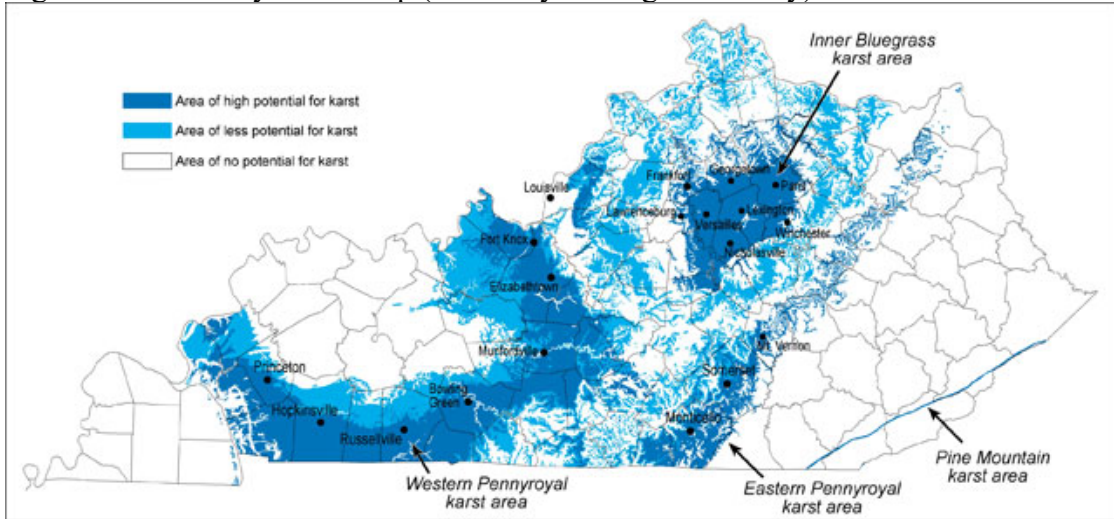 Inner Bluegrass
karst area
Area of high potential for karst
Area of less potential for karst
Area of no potential for karst
Georgetown
Frankfort
Paris
Louisville
Lawrenceburg
Lexington
Versailles
Winchester
Fort Knox
Nicholasville
Elizabethtown
Mt. Vernon
Munfordville
Princeton
Somerset
Bowling
Green
Hopkinsville
Russellville
Monticello
Western Pennyroyal
karst area
Eastern Pennyroyal
karst area
Pine Mountain
karst area